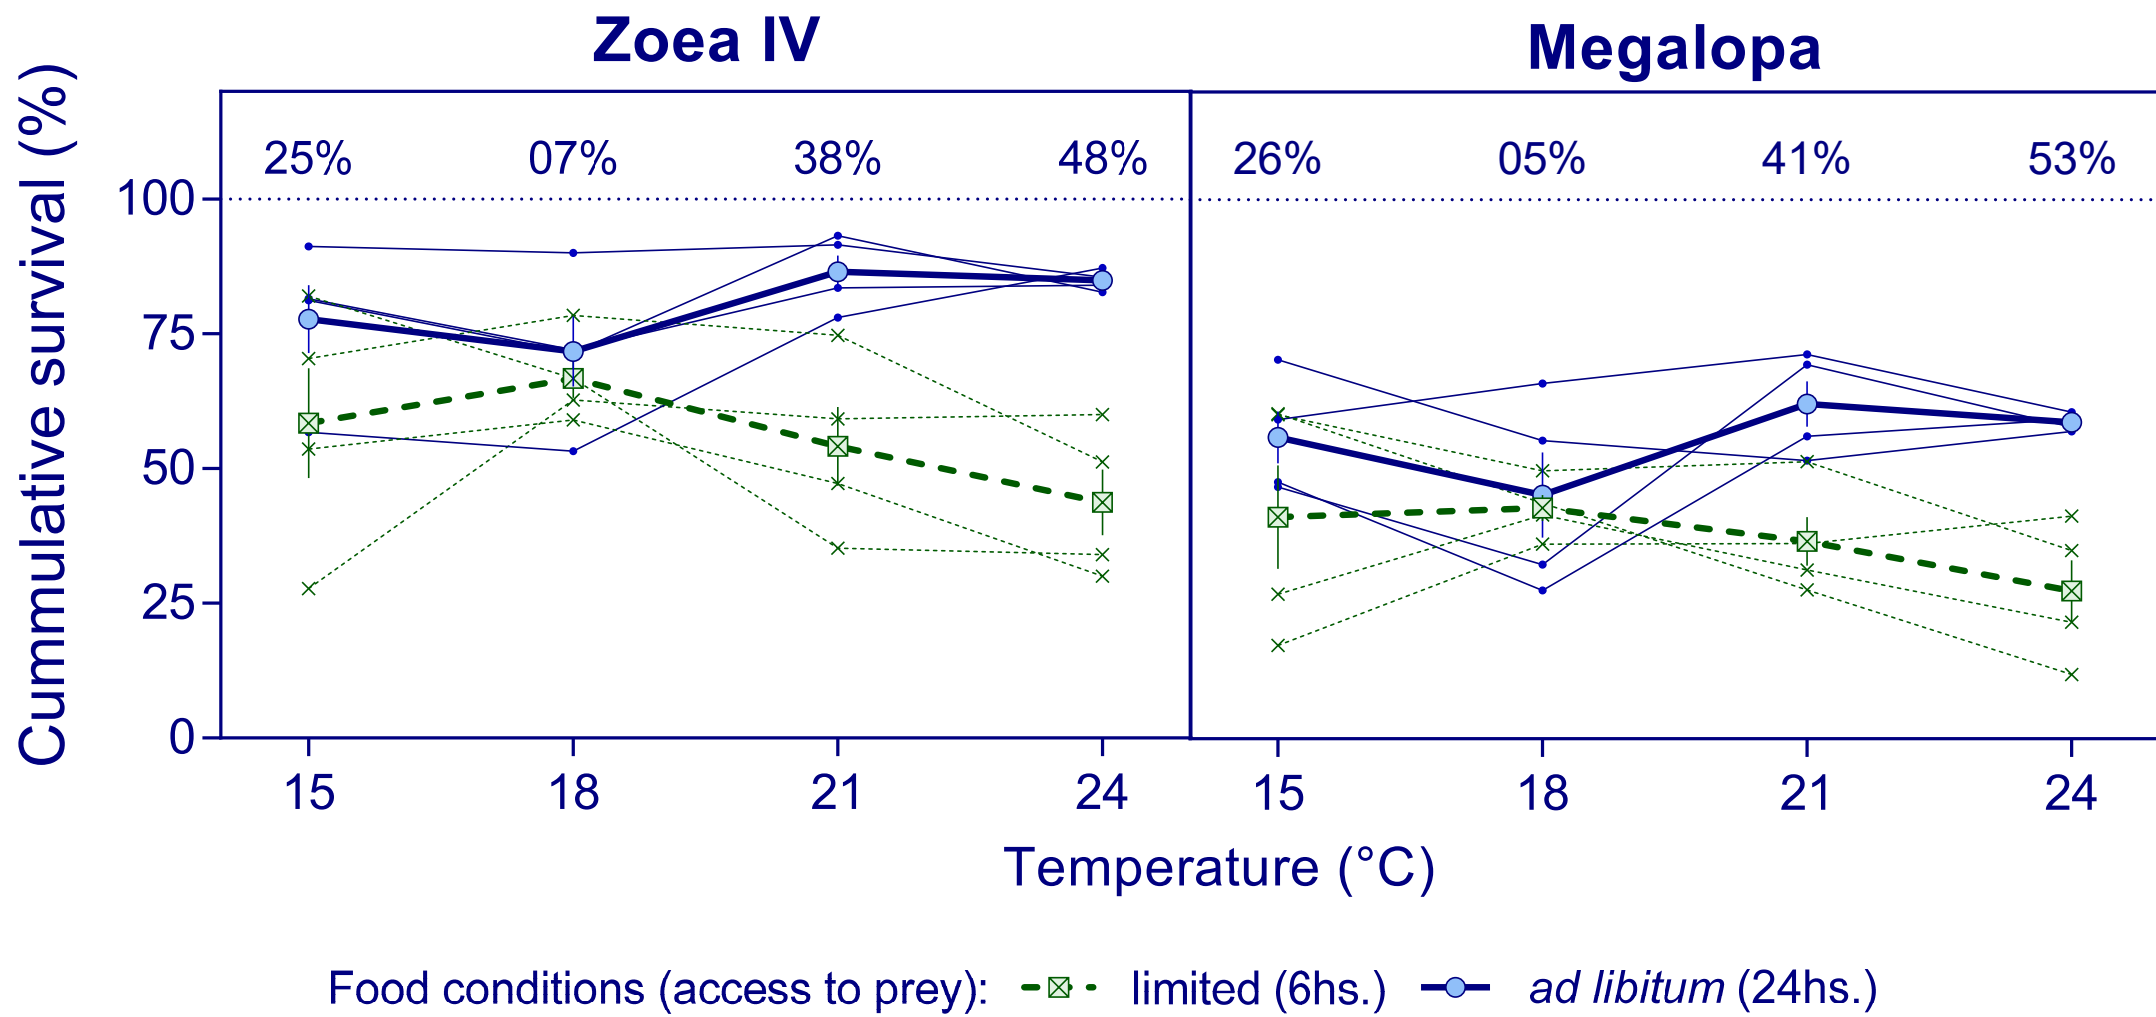 Zoea IV
Megalopa
Cummulative survival (%)
25% 07% 38% 48%
26% 05% 41% 53%
100
75
50
25
0
15 18 21 24
15 18 21 24
Temperature (°C)
Food conditions (access to prey): limited (6hs.) ad libitum (24hs.)